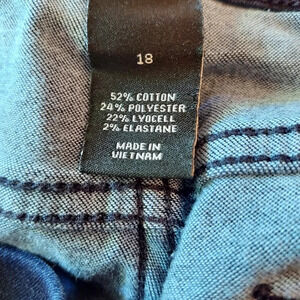 18
52% COTTON
24% POLYESTER
22% LYOCELL
2% ELASTANE
MADE IN
VIETNAM